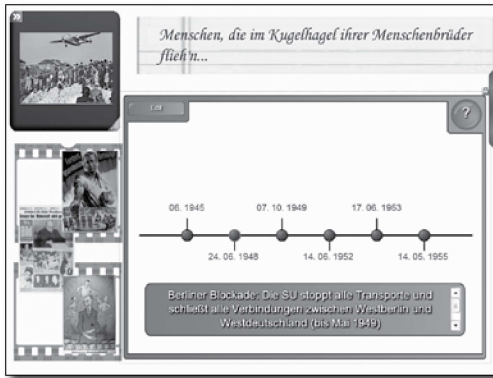 Menschen, die im Kugelhagel ihrer Menschenbrüder
flieh'n...
?
06. 1945
07. 10. 1949
17. 06. 1953
24. 06. 1948
14. 06. 1952
14. 05. 1955
Berliner Blockade: Die SU stoppt alle Transporte und
schließt alle Verbindungen zwischen Westberlin und
Westdeutschland (bis Mai 1949)